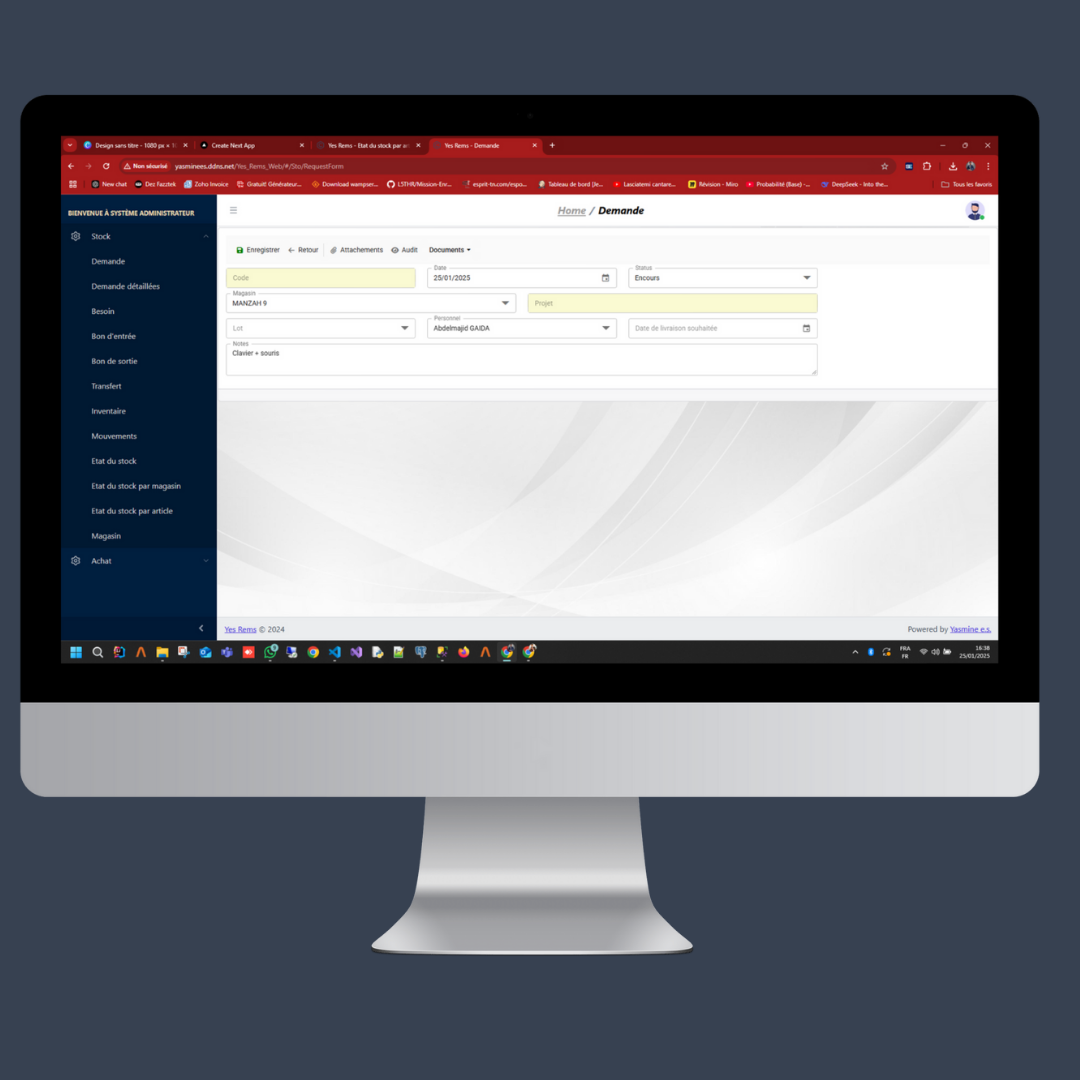 Design sans titre - 1080 px × 1
Create Next App
Yes Rems - Etat du stock par ar
Yes Rems - Demande
Non sécurisé yasminees.ddns.net/Yes_Rems_Web/#/Sto/RequestForm
New chat Dez Fazztek Zoho Invoice Gratuit! Générateur... Download wampser... L5THR/Mission-Enc... esprit-tn.com/espo... Tableau de bord (Je... Lasciatemi cantare... Révision - Miro Probabilité (Base) -... DeepSeek - Into the... Tous les favoris
BIENVENUE À SYSTÈME ADMINISTRATEUR
Home / Demande
Stock
Demande
Demande détaillées
Besoin
Bon d'entrée
Bon de sortie
Transfert
Inventaire
Mouvements
Etat du stock
Etat du stock par magasin
Etat du stock par article
Magasin
Achat
Enregistrer Retour Attachements Audit Documents
Code
Date
25/01/2025
Status
Encours
Magasin
MANZAH 9
Projet
Lot
Personnel
Abdelmajid GAIDA
Date de livraison souhaitée
Notes
Clavier + souris
Yes Rems © 2024
Powered by Yasmine e.s.
FRA
FR
16:38
25/01/2025